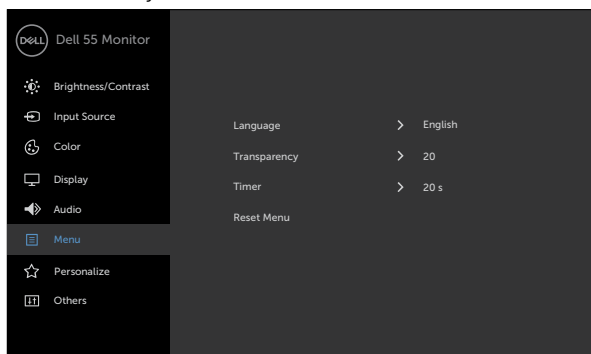 DELL Dell 55 Monitor
Brightness/Contrast
Input Source
Color
Display
Audio
Menu
Personalize
Others
Language > English
Transparency > 20
Timer > 20 s
Reset Menu